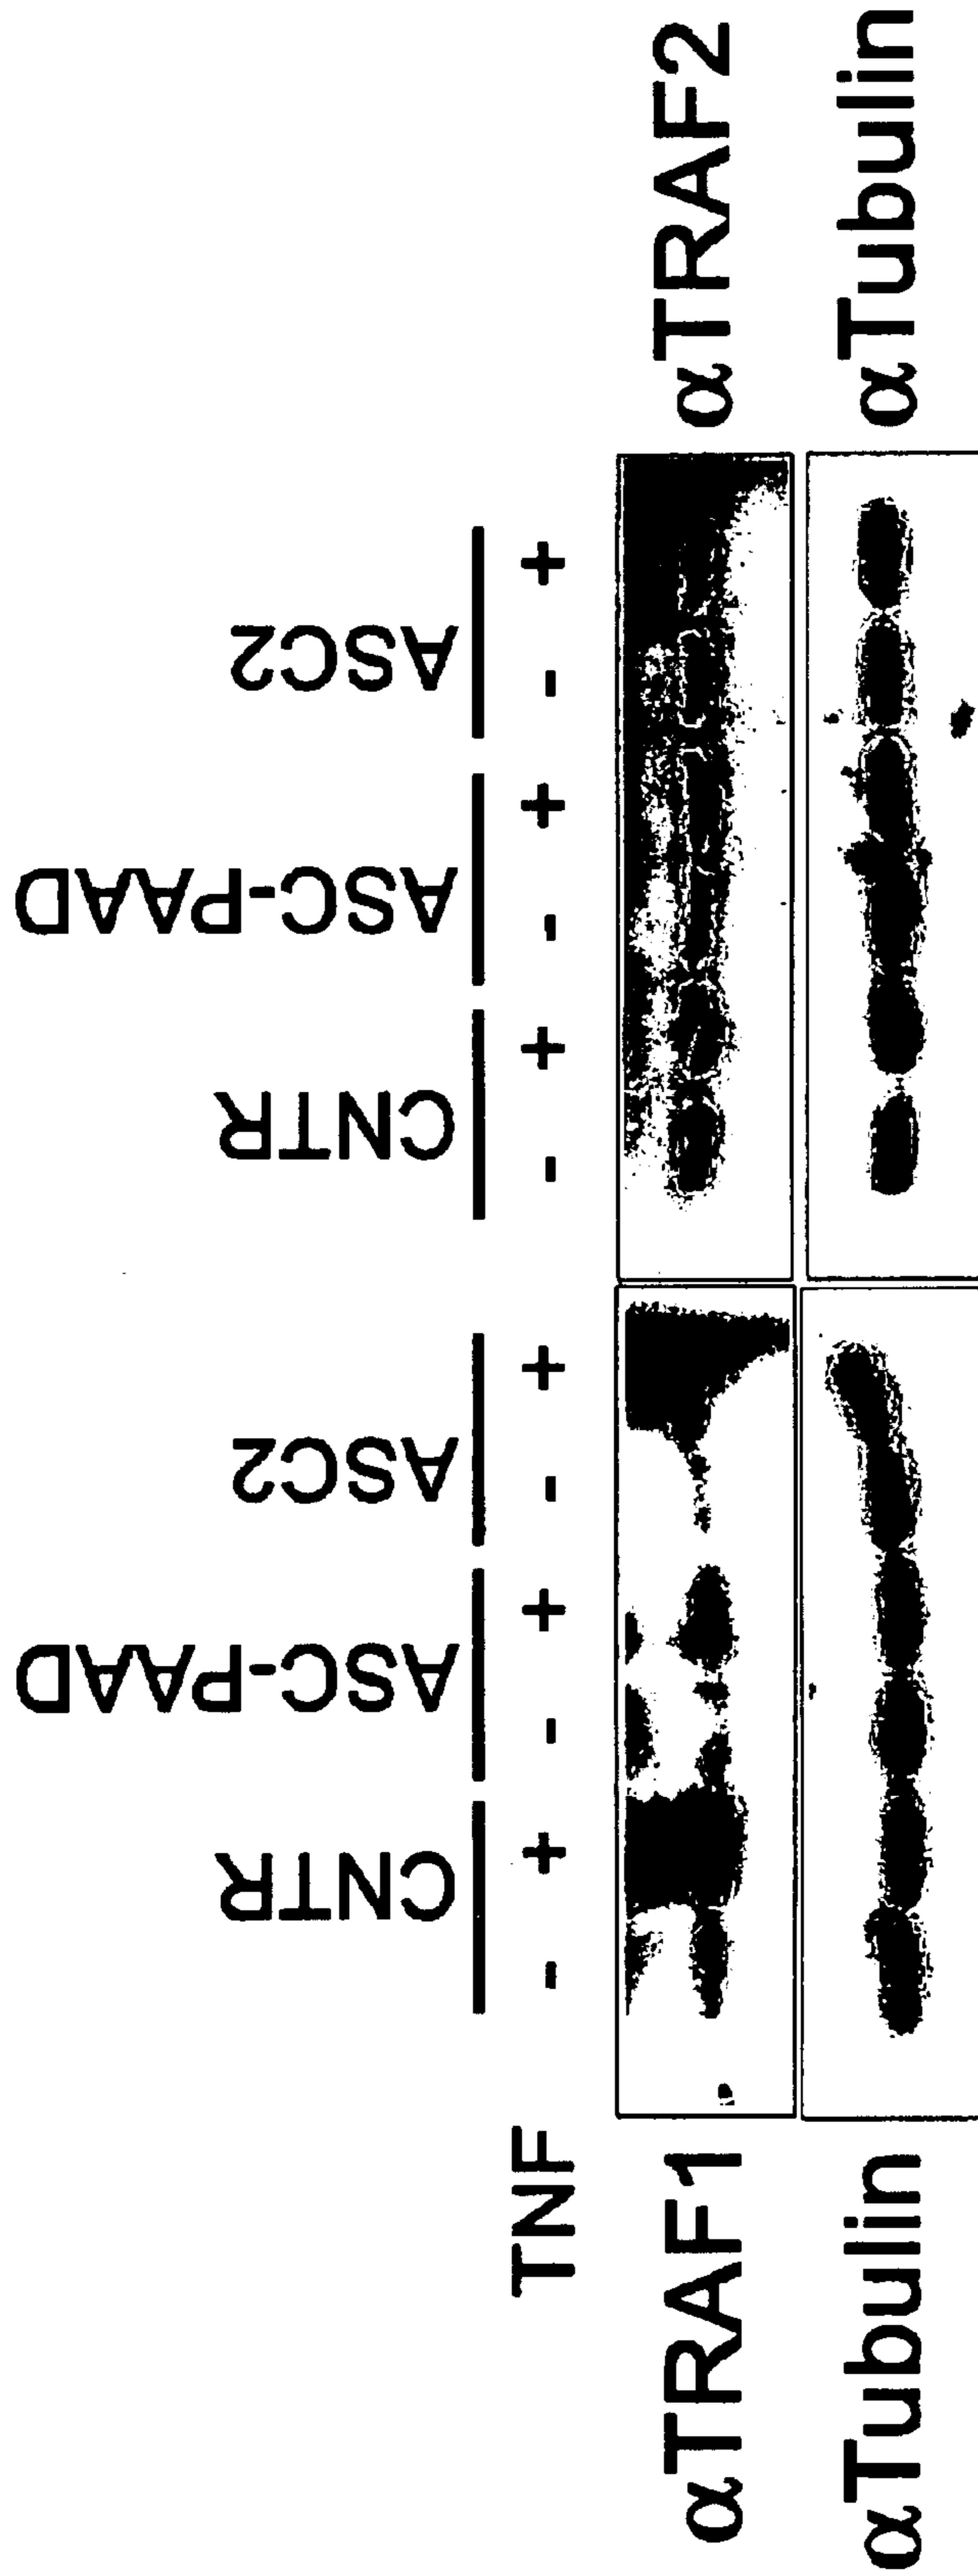 CNTR ASC-PAAD ASC2 CNTR ASC-PAAD ASC2
TNF - + - + - + - + - + - +
αTRAF1 αTRAF2
αTubulin αTubulin